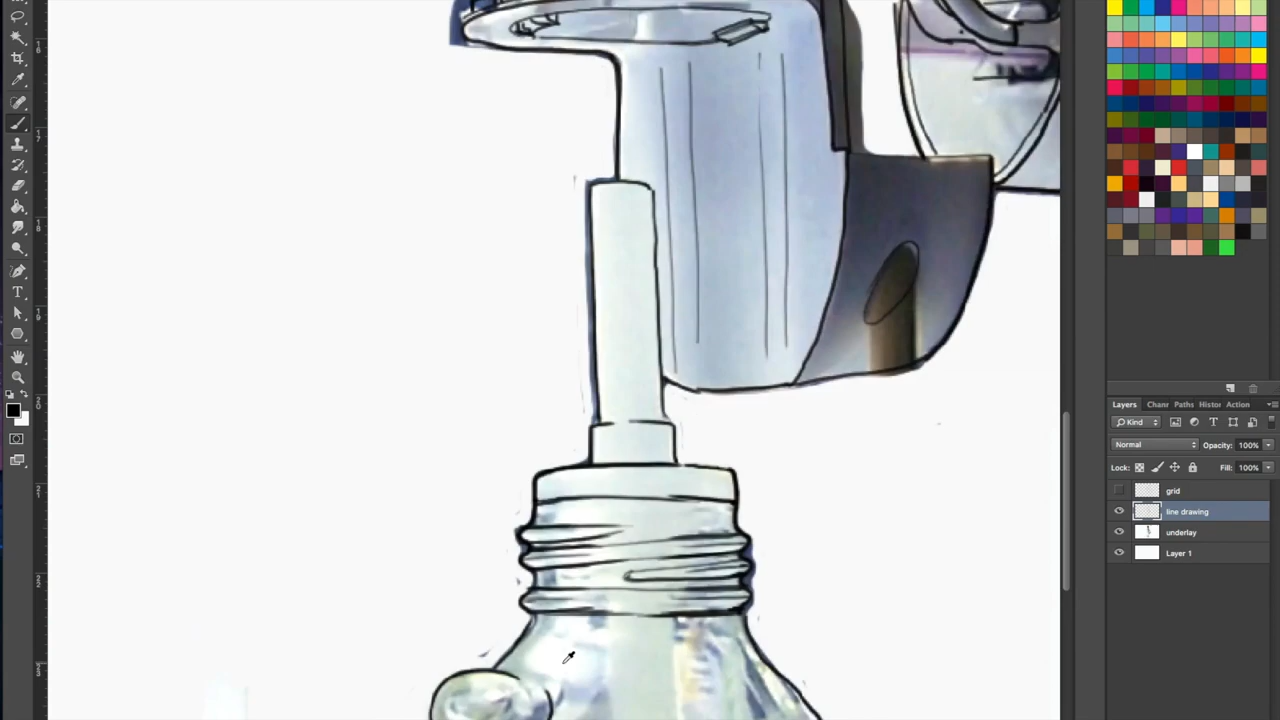 Layers Chann Paths Histor Action
Kind
Normal Opacity: 100%
Lock: Fill: 100%
grid
line drawing
underlay
Layer 1